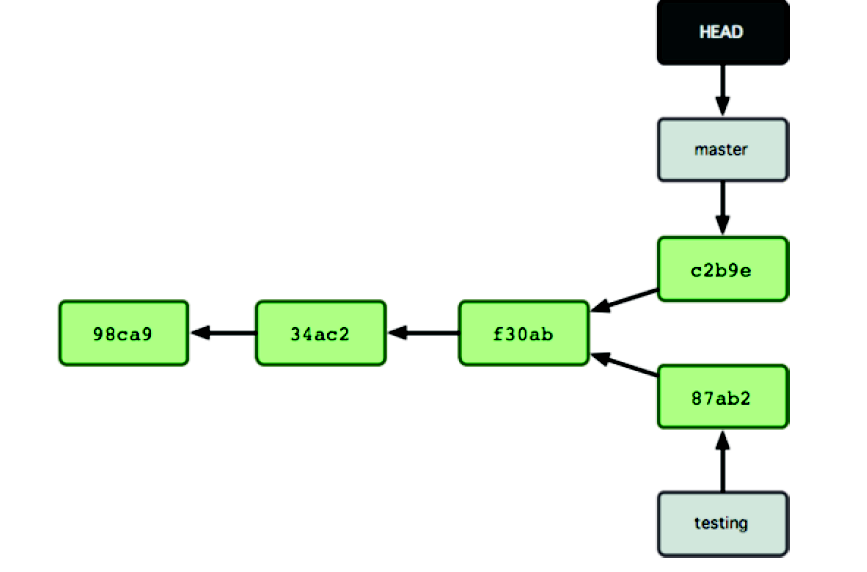 HEAD
master
c2b9e
98ca9
34ac2
f30ab
87ab2
testing